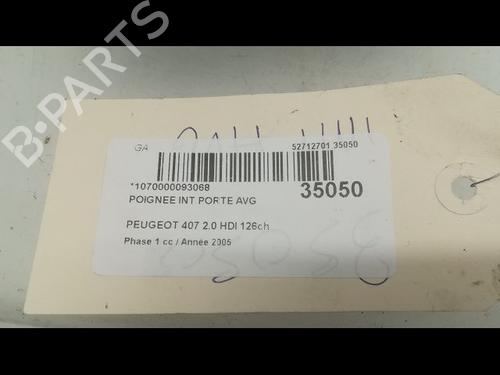 B-PARTS
GA
52712701 35050
*1070000093068
35050
POIGNEE INT PORTE AVG
PEUGEOT 407 2.0 HDI 126ch
Phase 1 cc / Année 2005